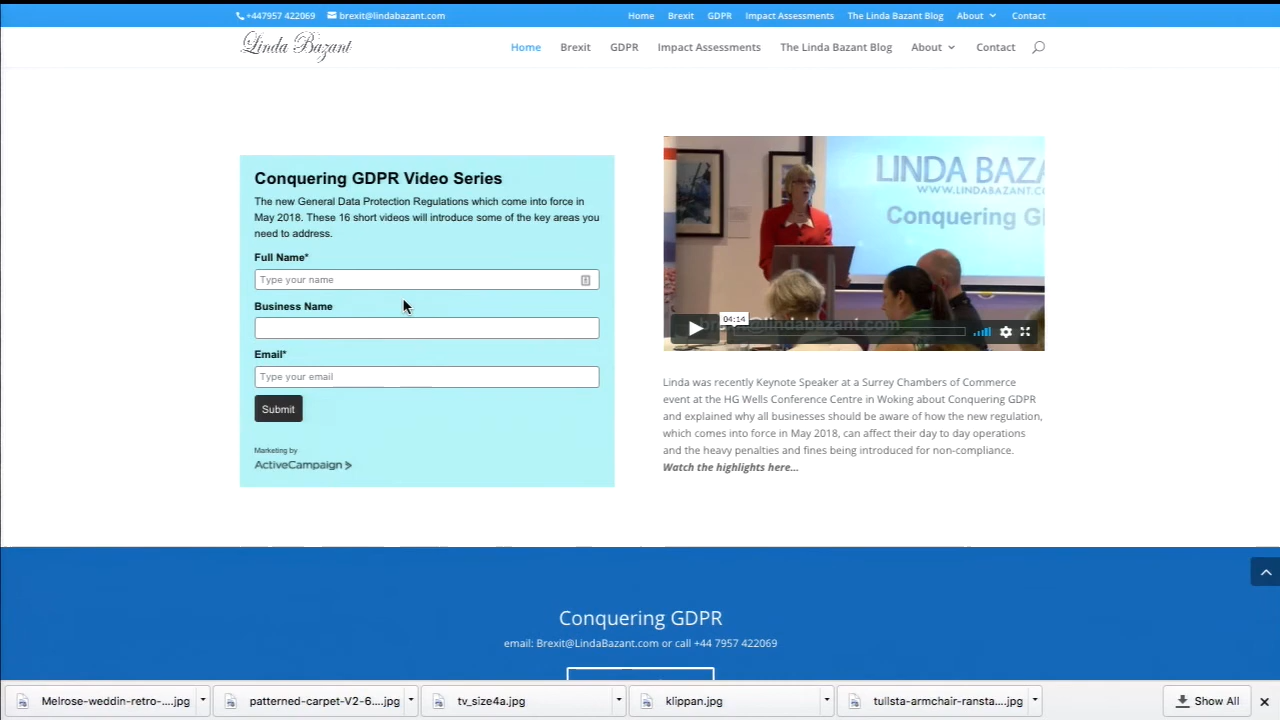 +447957 422069 brexit@lindabazant.com Home Brexit GDPR Impact Assessments The Linda Bazant Blog About Contact
Linda Bazant Home Brexit GDPR Impact Assessments The Linda Bazant Blog About Contact
Conquering GDPR Video Series
The new General Data Protection Regulations which come into force in
May 2018. These 16 short videos will introduce some of the key areas you
need to address.
Full Name*
Type your name
Business Name
Email*
Type your email
Submit
Marketing by
ActiveCampaign >
LINDA BAZA
WWW.LINDABAZANT.CO
Conquering G
04:14
brexit@lindabazant.com
Linda was recently Keynote Speaker at a Surrey Chambers of Commerce
event at the HG Wells Conference Centre in Woking about Conquering GDPR
and explained why all businesses should be aware of how the new regulation,
which comes into force in May 2018, can affect their day to day operations
and the heavy penalties and fines being introduced for non-compliance.
Watch the highlights here...
Conquering GDPR
email: Brexit@LindaBazant.com or call +44 7957 422069
Melrose-weddin-retro-....jpg patterned-carpet-V2-6....jpg tv_size4a.jpg klippan.jpg tullsta-armchair-ransta....jpg Show All